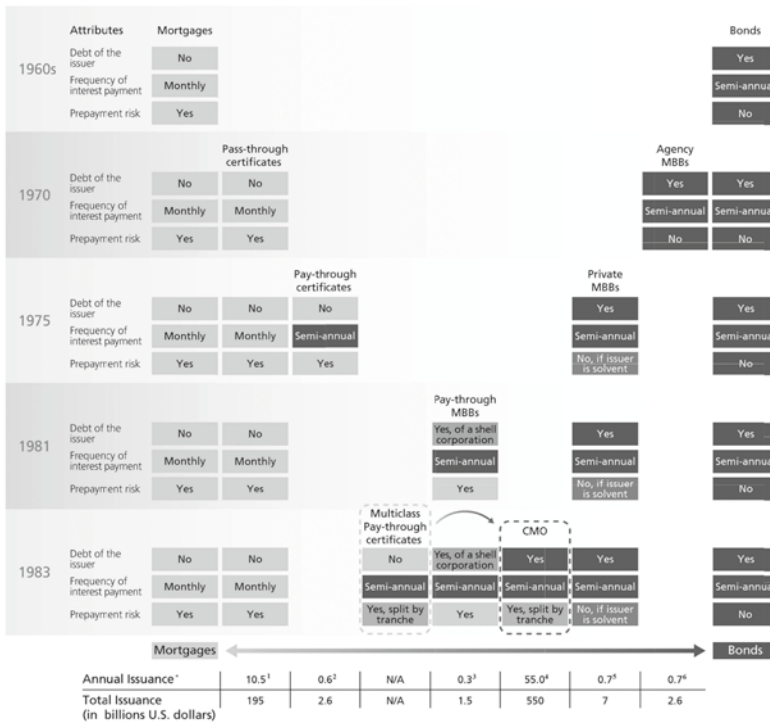 Attributes Mortgages Bonds
1960s
Debt of the issuer No Yes
Frequency of interest payment Monthly Semi-annual
Prepayment risk Yes No
Pass-through certificates Agency MBBs
1970
Debt of the issuer No No Yes Yes
Frequency of interest payment Monthly Monthly Semi-annual Semi-annual
Prepayment risk Yes Yes No No
Pay-through certificates Private MBBs
1975
Debt of the issuer No No No Yes Yes
Frequency of interest payment Monthly Monthly Semi-annual Semi-annual Semi-annual
Prepayment risk Yes Yes Yes No, if issuer is solvent No
Pay-through MBBs
1981
Debt of the issuer No No Yes, of a shell corporation Yes Yes
Frequency of interest payment Monthly Monthly Semi-annual Semi-annual Semi-annual
Prepayment risk Yes Yes Yes No, if issuer is solvent No
Multiclass Pay-through certificates CMO
1983
Debt of the issuer No No No Yes, of a shell corporation Yes Yes Yes
Frequency of interest payment Monthly Monthly Semi-annual Semi-annual Semi-annual Semi-annual Semi-annual
Prepayment risk Yes Yes Yes, split by tranche Yes Yes, split by tranche No, if issuer is solvent No
Mortgages Bonds
Annual Issuance* 10.5¹ 0.6² N/A 0.3³ 55.0⁴ 0.7⁵ 0.7⁶
Total Issuance 195 2.6 N/A 1.5 550 7 2.6
(in billions U.S. dollars)